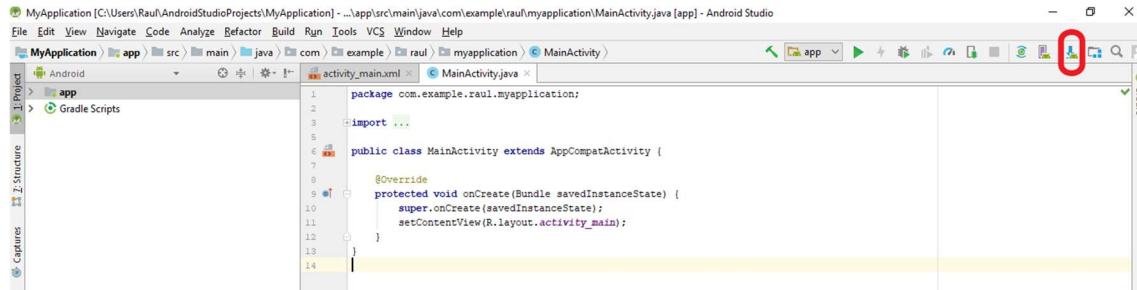 MyApplication [C:\Users\Raul\AndroidStudioProjects\MyApplication] - ...\app\src\main\java\com\example\raul\myapplication\MainActivity.java [app] - Android Studio
File Edit View Navigate Code Analyze Refactor Build Run Tools VCS Window Help
MyApplication app src main java com example raul myapplication MainActivity app
Android activity_main.xml MainActivity.java
1: Project
Z: Structure
Captures
app
Gradle Scripts
1 package com.example.raul.myapplication;
2
3 import ...
5
6 public class MainActivity extends AppCompatActivity {
7
8 @Override
9 protected void onCreate(Bundle savedInstanceState) {
10 super.onCreate(savedInstanceState);
11 setContentView(R.layout.activity_main);
12 }
13 }
14